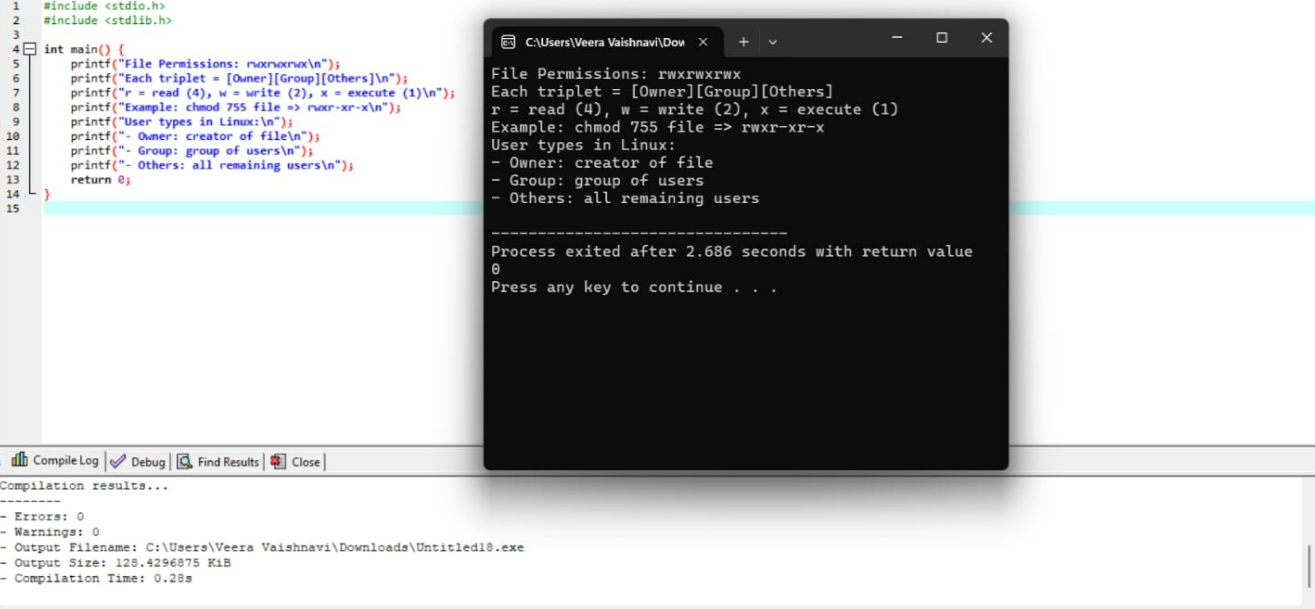 1 #include <stdio.h>
2 #include <stdlib.h>
3
4 int main() {
5 printf("File Permissions: rwxrwxrwx\n");
6 printf("Each triplet = [Owner][Group][Others]\n");
7 printf("r = read (4), w = write (2), x = execute (1)\n");
8 printf("Example: chmod 755 file => rwxr-xr-x\n");
9 printf("User types in Linux:\n");
10 printf("- Owner: creator of file\n");
11 printf("- Group: group of users\n");
12 printf("- Others: all remaining users\n");
13 return 0;
14 }
15
C:\Users\Veera Vaishnavi\Dow
File Permissions: rwxrwxrwx
Each triplet = [Owner][Group][Others]
r = read (4), w = write (2), x = execute (1)
Example: chmod 755 file => rwxr-xr-x
User types in Linux:
- Owner: creator of file
- Group: group of users
- Others: all remaining users
--------------------------------
Process exited after 2.686 seconds with return value
0
Press any key to continue . . .
Compile Log Debug Find Results Close
Compilation results...
--------
- Errors: 0
- Warnings: 0
- Output Filename: C:\Users\Veera Vaishnavi\Downloads\Untitled18.exe
- Output Size: 128.4296875 KiB
- Compilation Time: 0.28s